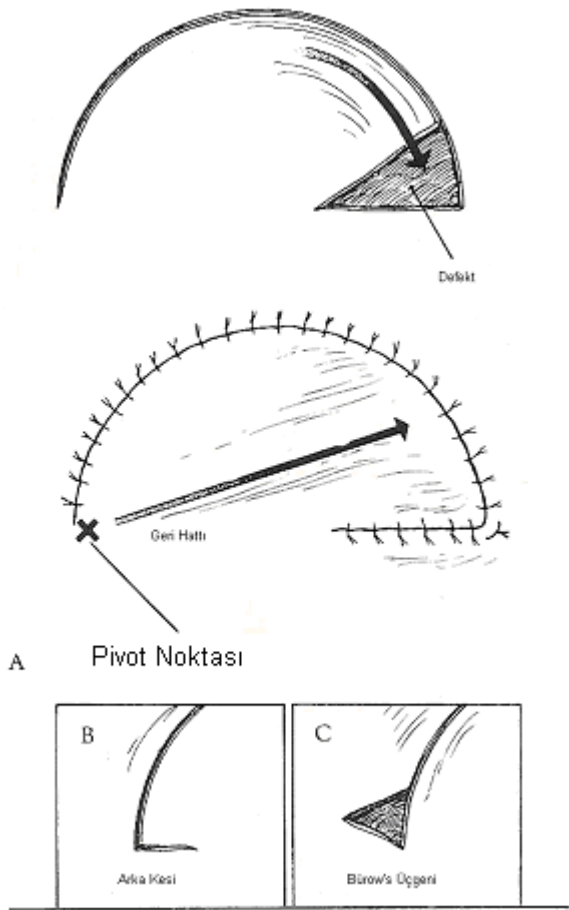 Defekt
Geri Hattı
Pivot Noktası
A
B
C
Arka Kesi
Bürow's Üçgeni